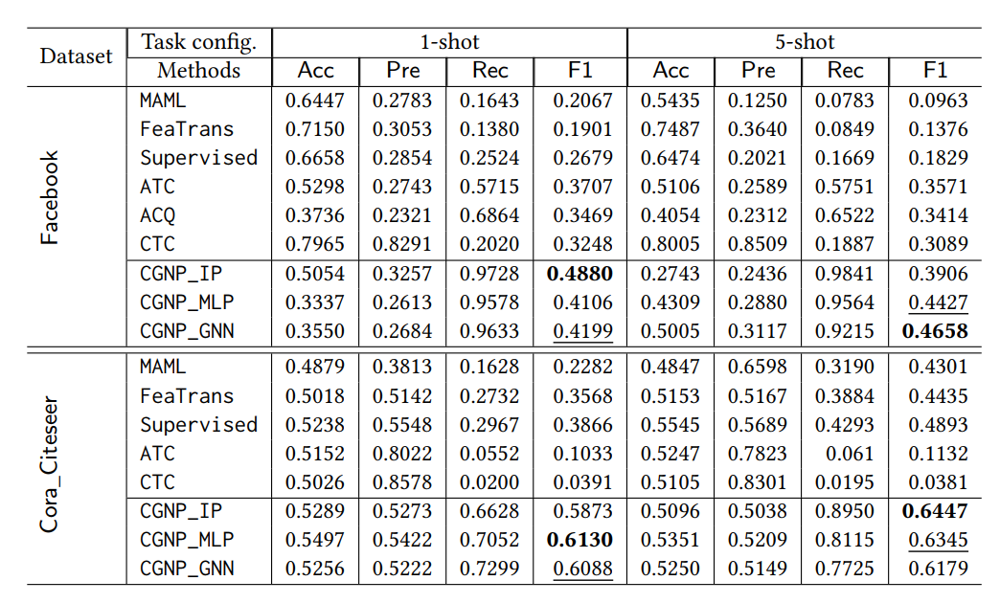 Dataset Task config. 1-shot 5-shot
Methods Acc Pre Rec F1 Acc Pre Rec F1
Facebook
MAML 0.6447 0.2783 0.1643 0.2067 0.5435 0.1250 0.0783 0.0963
FeaTrans 0.7150 0.3053 0.1380 0.1901 0.7487 0.3640 0.0849 0.1376
Supervised 0.6658 0.2854 0.2524 0.2679 0.6474 0.2021 0.1669 0.1829
ATC 0.5298 0.2743 0.5715 0.3707 0.5106 0.2589 0.5751 0.3571
ACQ 0.3736 0.2321 0.6864 0.3469 0.4054 0.2312 0.6522 0.3414
CTC 0.7965 0.8291 0.2020 0.3248 0.8005 0.8509 0.1887 0.3089
CGNP_IP 0.5054 0.3257 0.9728 0.4880 0.2743 0.2436 0.9841 0.3906
CGNP_MLP 0.3337 0.2613 0.9578 0.4106 0.4309 0.2880 0.9564 0.4427
CGNP_GNN 0.3550 0.2684 0.9633 0.4199 0.5005 0.3117 0.9215 0.4658
Cora_Citeseer
MAML 0.4879 0.3813 0.1628 0.2282 0.4847 0.6598 0.3190 0.4301
FeaTrans 0.5018 0.5142 0.2732 0.3568 0.5153 0.5167 0.3884 0.4435
Supervised 0.5238 0.5548 0.2967 0.3866 0.5545 0.5689 0.4293 0.4893
ATC 0.5152 0.8022 0.0552 0.1033 0.5247 0.7823 0.061 0.1132
CTC 0.5026 0.8578 0.0200 0.0391 0.5105 0.8301 0.0195 0.0381
CGNP_IP 0.5289 0.5273 0.6628 0.5873 0.5096 0.5038 0.8950 0.6447
CGNP_MLP 0.5497 0.5422 0.7052 0.6130 0.5351 0.5209 0.8115 0.6345
CGNP_GNN 0.5256 0.5222 0.7299 0.6088 0.5250 0.5149 0.7725 0.6179